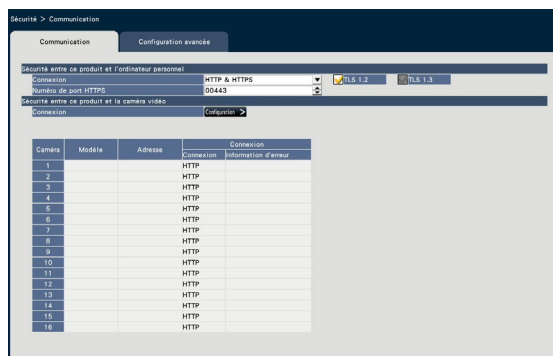 Sécurité > Communication
Communication Configuration avancée
Sécurité entre ce produit et l'ordinateur personnel
Connexion HTTP & HTTPS TLS 1.2 TLS 1.3
Numéro de port HTTPS 00443
Sécurité entre ce produit et la caméra vidéo
Connexion Configuration >
Caméra Modèle Adresse Connexion
Connexion Information d'erreur
1 HTTP
2 HTTP
3 HTTP
4 HTTP
5 HTTP
6 HTTP
7 HTTP
8 HTTP
9 HTTP
10 HTTP
11 HTTP
12 HTTP
13 HTTP
14 HTTP
15 HTTP
16 HTTP